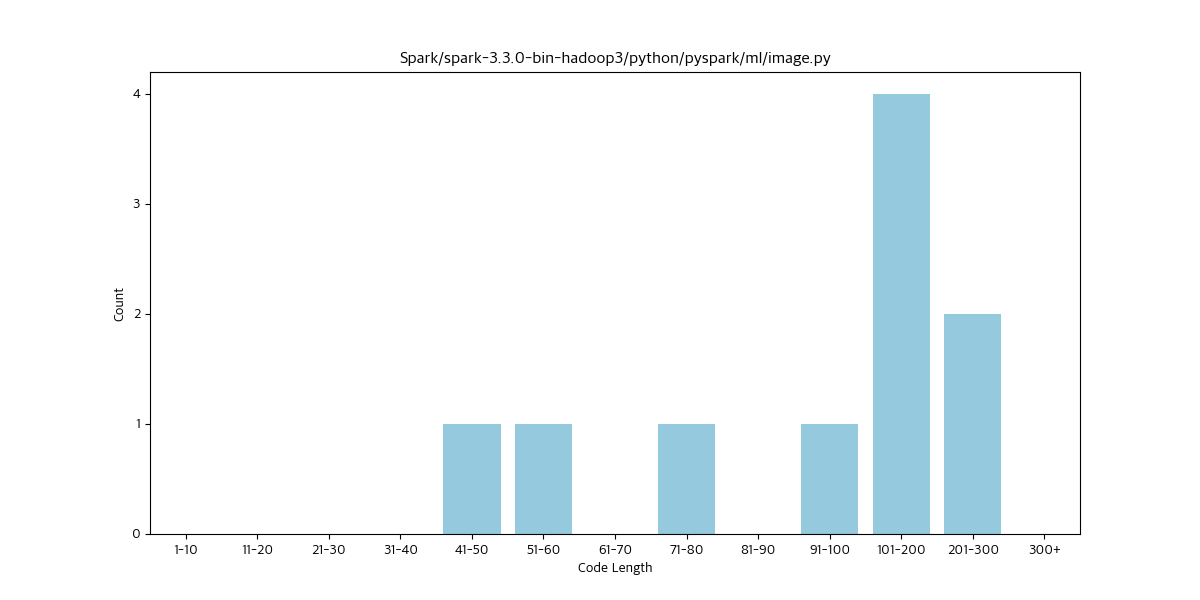 Spark/spark-3.3.0-bin-hadoop3/python/pyspark/ml/image.py
4
3
2
1
0
Count
1-10 11-20 21-30 31-40 41-50 51-60 61-70 71-80 81-90 91-100 101-200 201-300 300+
Code Length